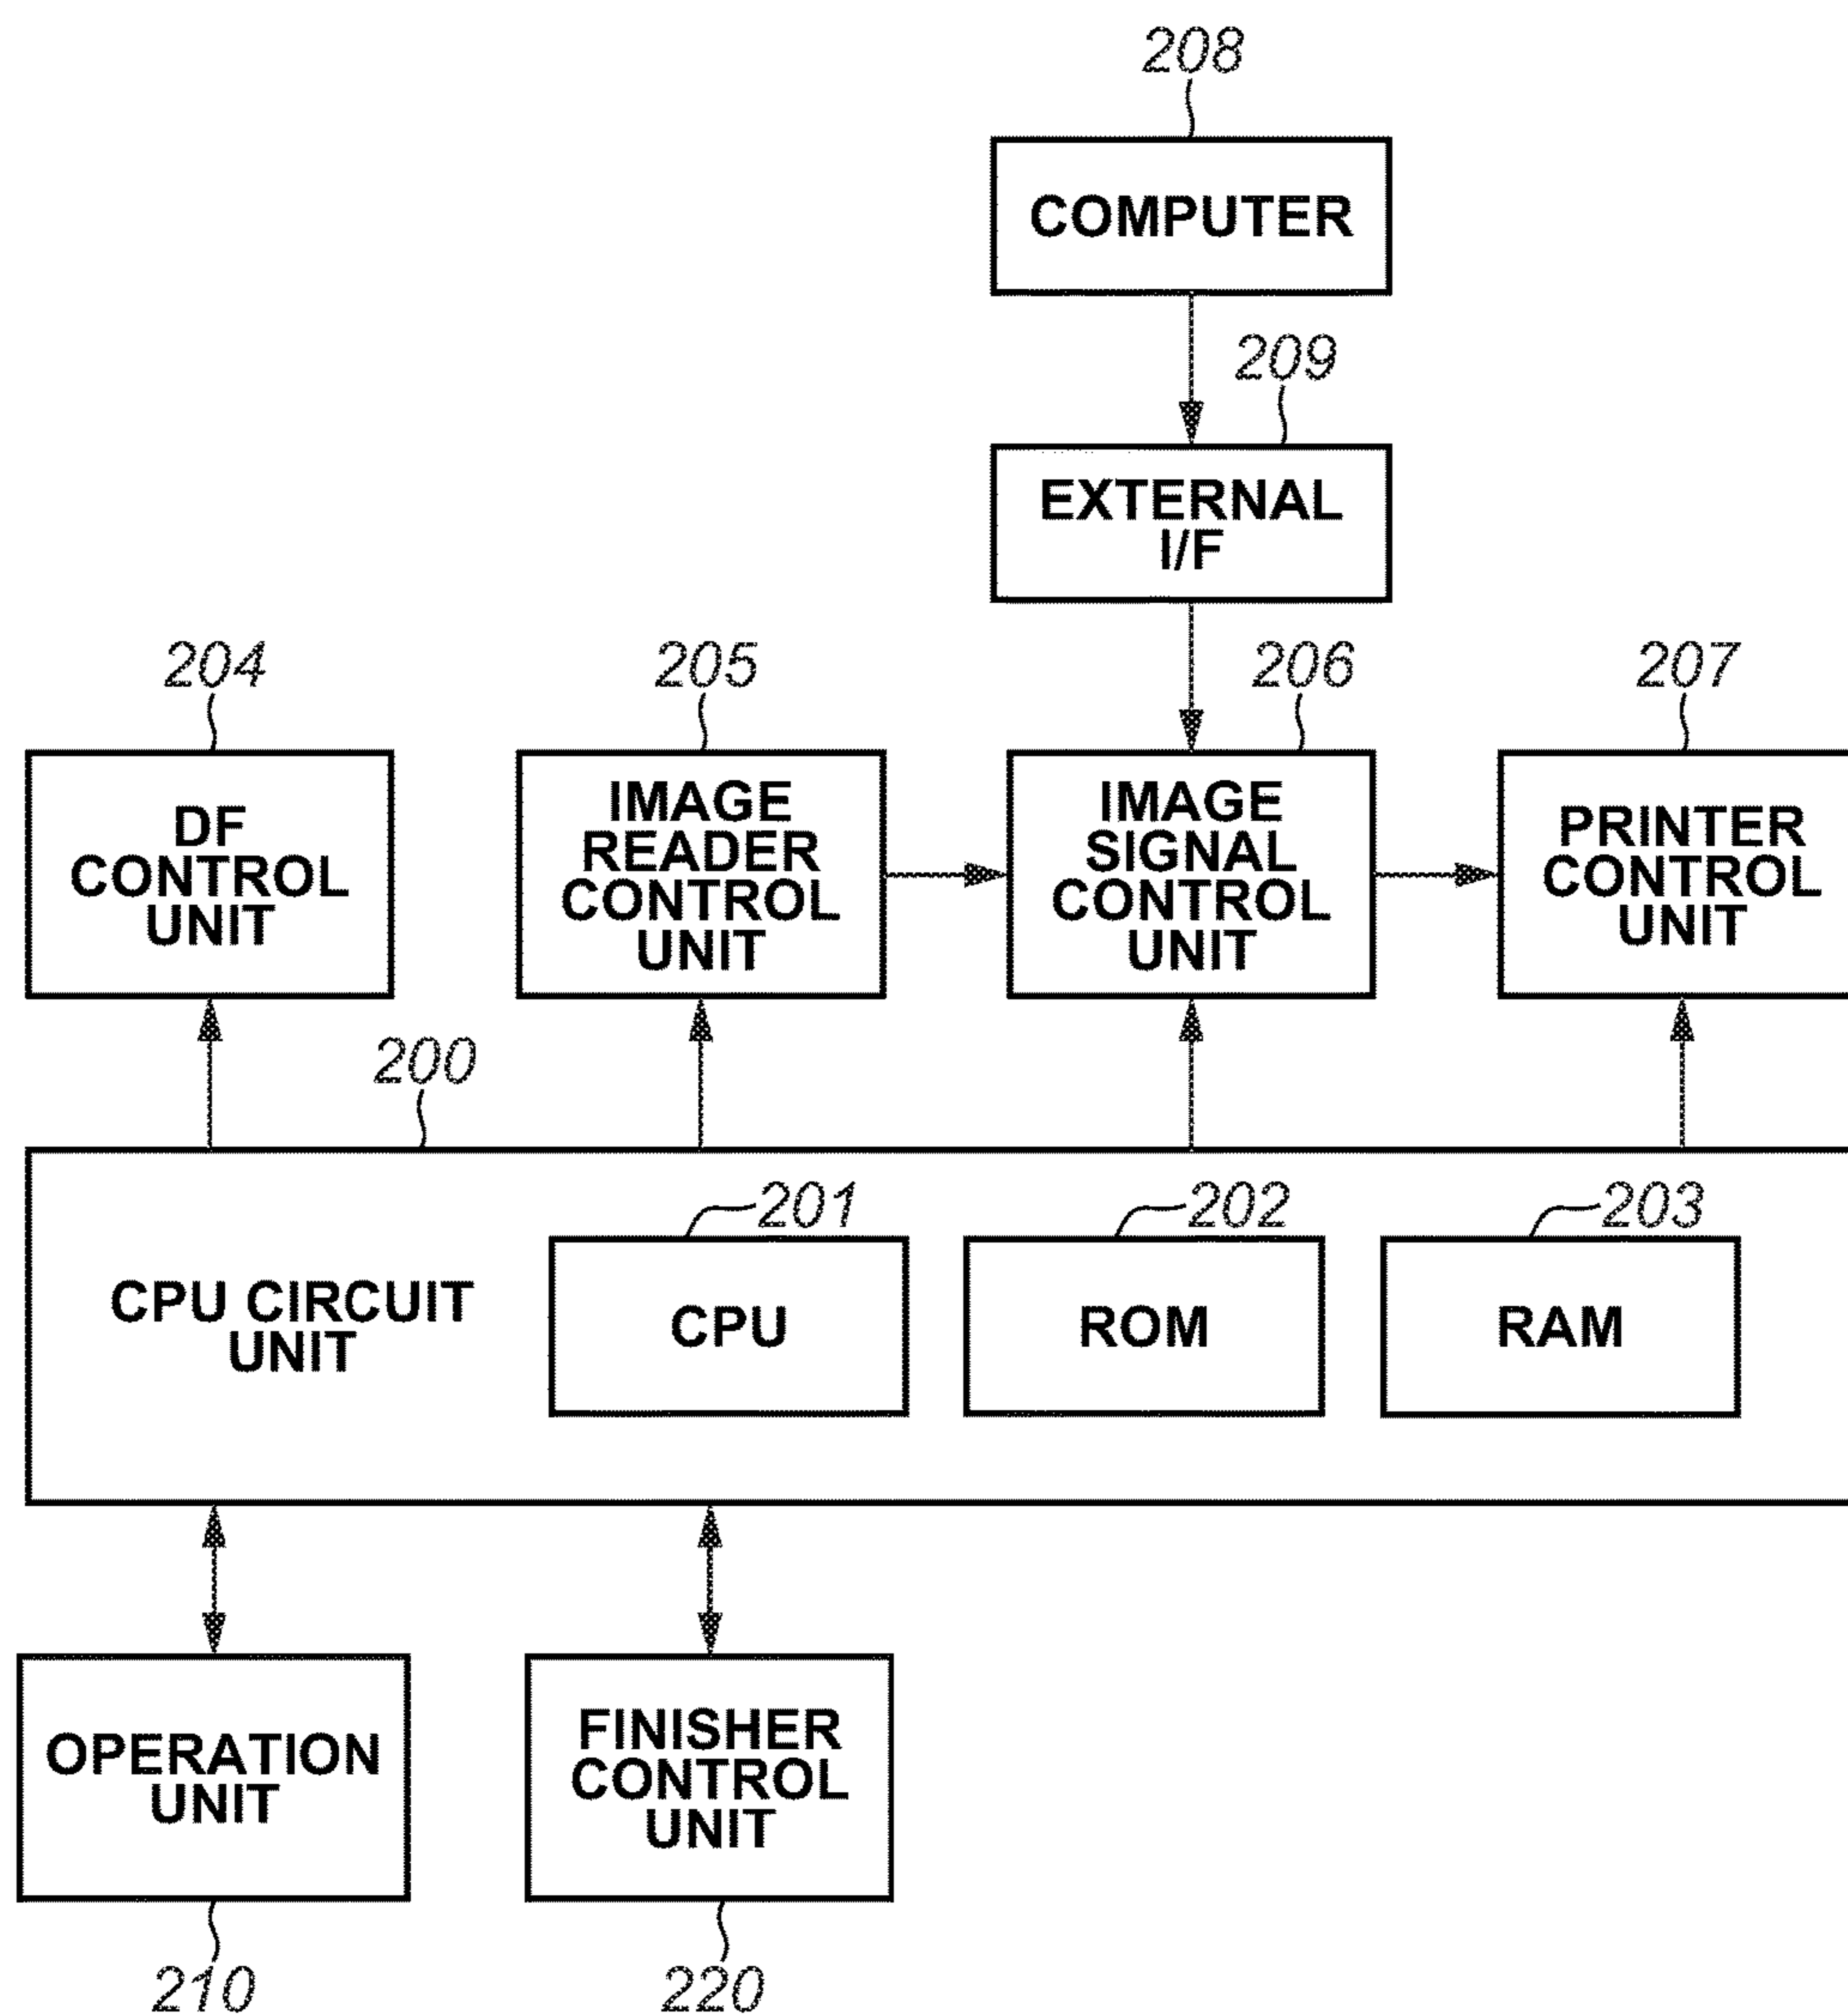 208
COMPUTER
209
EXTERNAL
I/F
204
205
206
207
DF
CONTROL
UNIT
IMAGE
READER
CONTROL
UNIT
IMAGE
SIGNAL
CONTROL
UNIT
PRINTER
CONTROL
UNIT
200
201
202
203
CPU CIRCUIT
UNIT
CPU
ROM
RAM
OPERATION
UNIT
FINISHER
CONTROL
UNIT
210
220